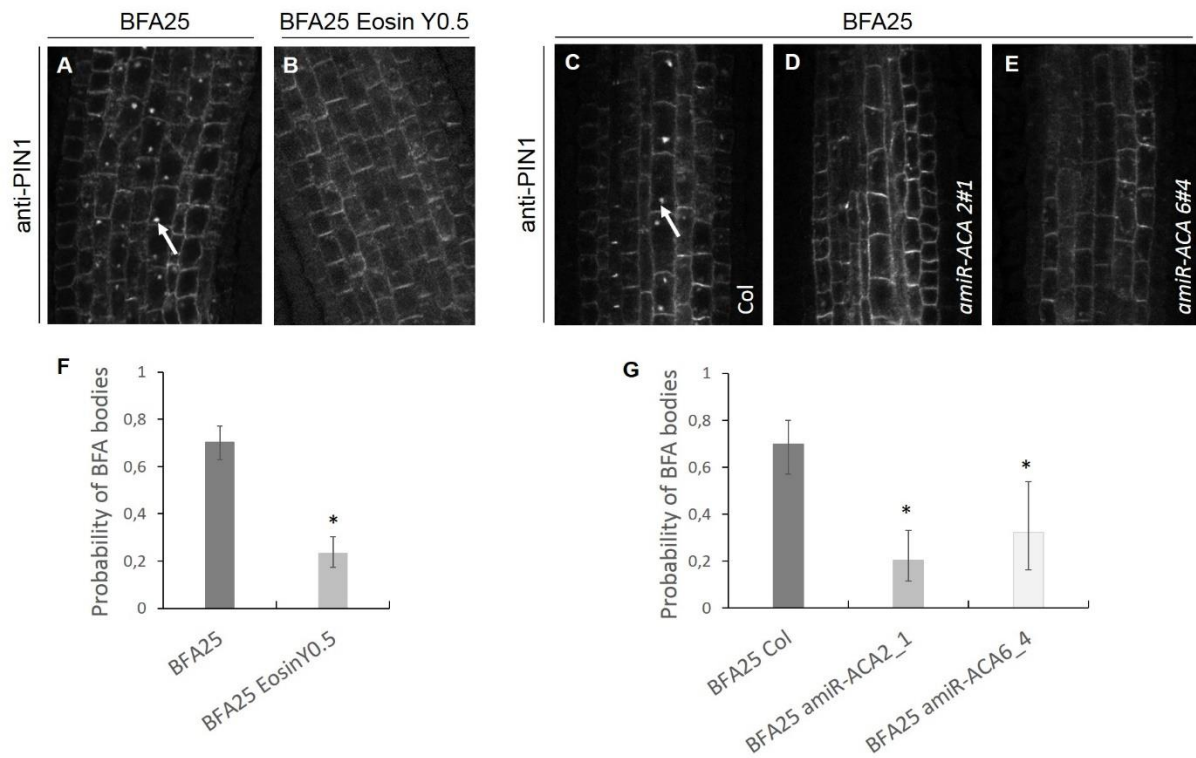 BFA25
BFA25 Eosin Y0.5
BFA25
anti-PIN1
A
B
anti-PIN1
C
Col
D
amiR-ACA 2#1
E
amiR-ACA 6#4
F
Probability of BFA bodies
1
0,8
0,6
0,4
0,2
0
*
BFA25
BFA25 EosinY0.5
G
Probability of BFA bodies
1
0,8
0,6
0,4
0,2
0
*
*
BFA25 Col
BFA25 amiR-ACA2_1
BFA25 amiR-ACA6_4